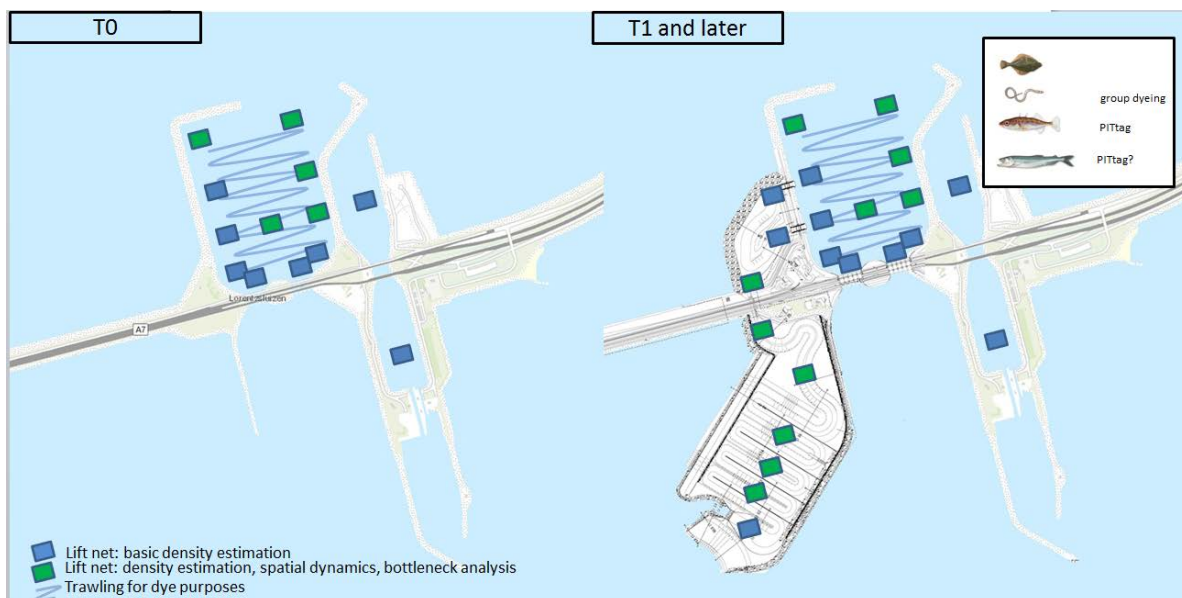 T0
T1 and later
group dyeing
PITtag
PITtag?
A7
Lift net: basic density estimation
Lift net: density estimation, spatial dynamics, bottleneck analysis
Trawling for dye purposes